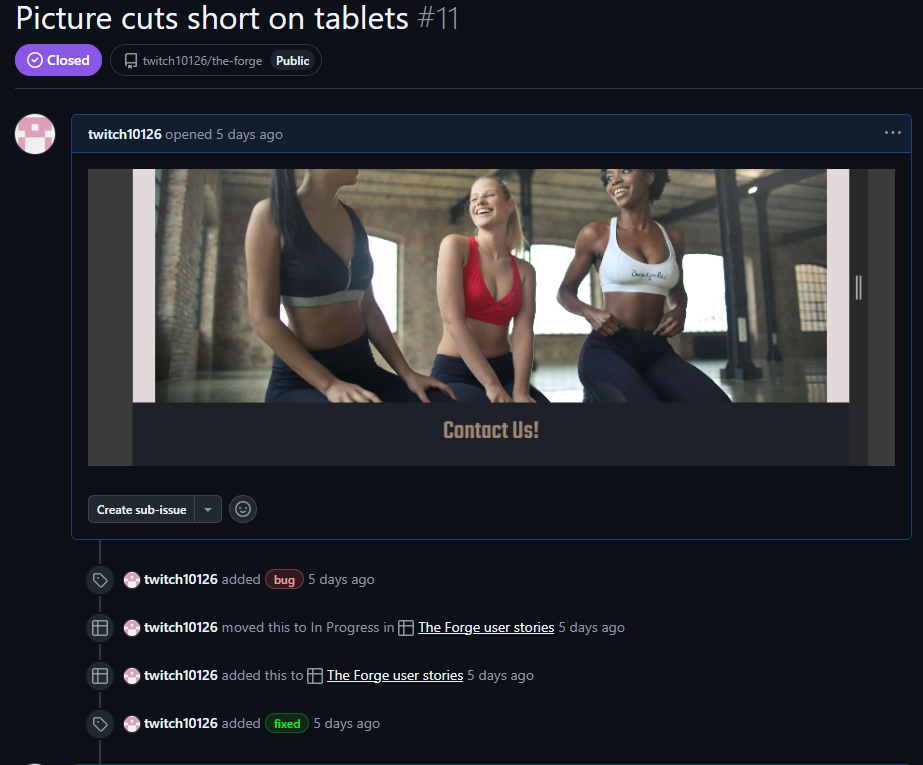 Picture cuts short on tablets #11
Closed twitch10126/the-forge Public
twitch10126 opened 5 days ago
Contact Us!
Create sub-issue
twitch10126 added bug 5 days ago
twitch10126 moved this to In Progress in The Forge user stories 5 days ago
twitch10126 added this to The Forge user stories 5 days ago
twitch10126 added fixed 5 days ago